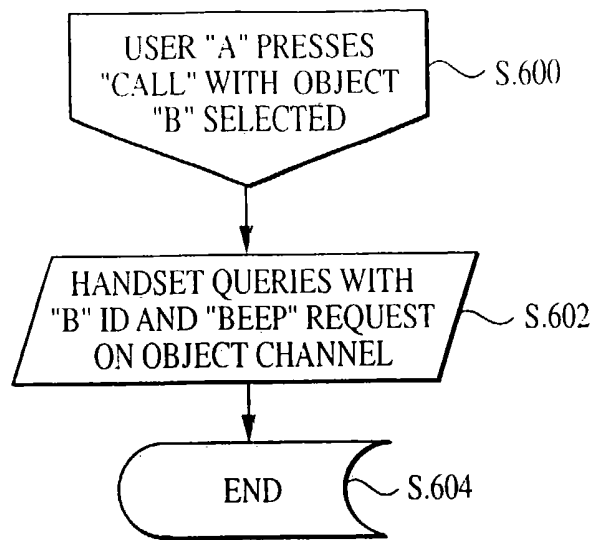 USER "A" PRESSES
"CALL" WITH OBJECT
"B" SELECTED
S.600
HANDSET QUERIES WITH
"B" ID AND "BEEP" REQUEST
ON OBJECT CHANNEL
S.602
END
S.604